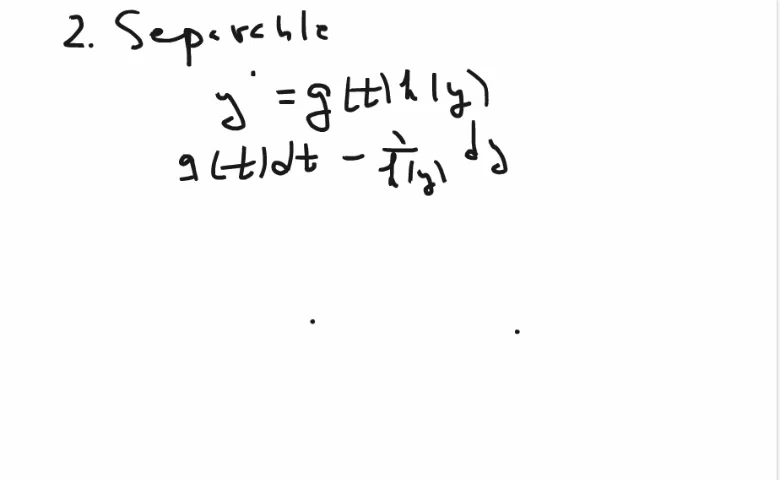 2. Separable
y' = g(t)h(y)
g(t)dt - 1/h(y) dy